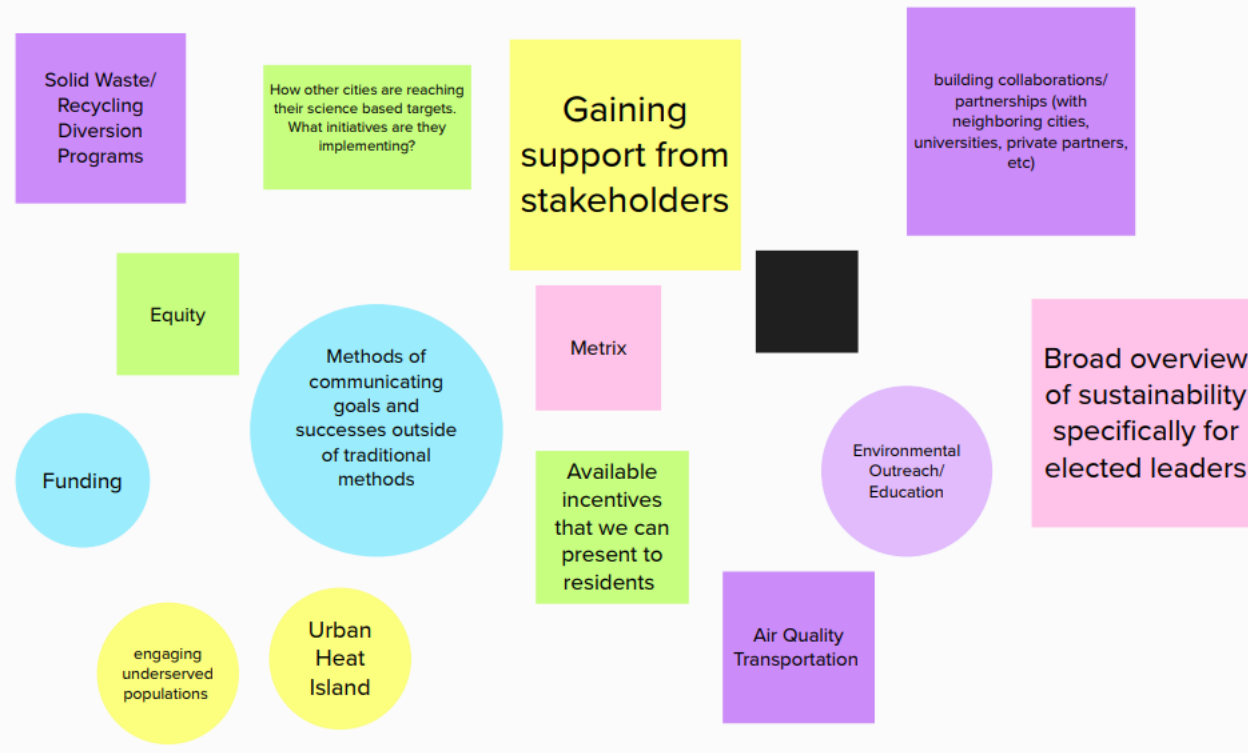 Solid Waste/
Recycling
Diversion
Programs
How other cities are reaching
their science based targets.
What initiatives are they
implementing?
Gaining
support from
stakeholders
building collaborations/
partnerships (with
neighboring cities,
universities, private partners,
etc)
Equity
Methods of
communicating
goals and
successes outside
of traditional
methods
Metrix
Broad overview
of sustainability
specifically for
elected leaders
Funding
Available
incentives
that we can
present to
residents
Environmental
Outreach/
Education
engaging
underserved
populations
Urban
Heat
Island
Air Quality
Transportation